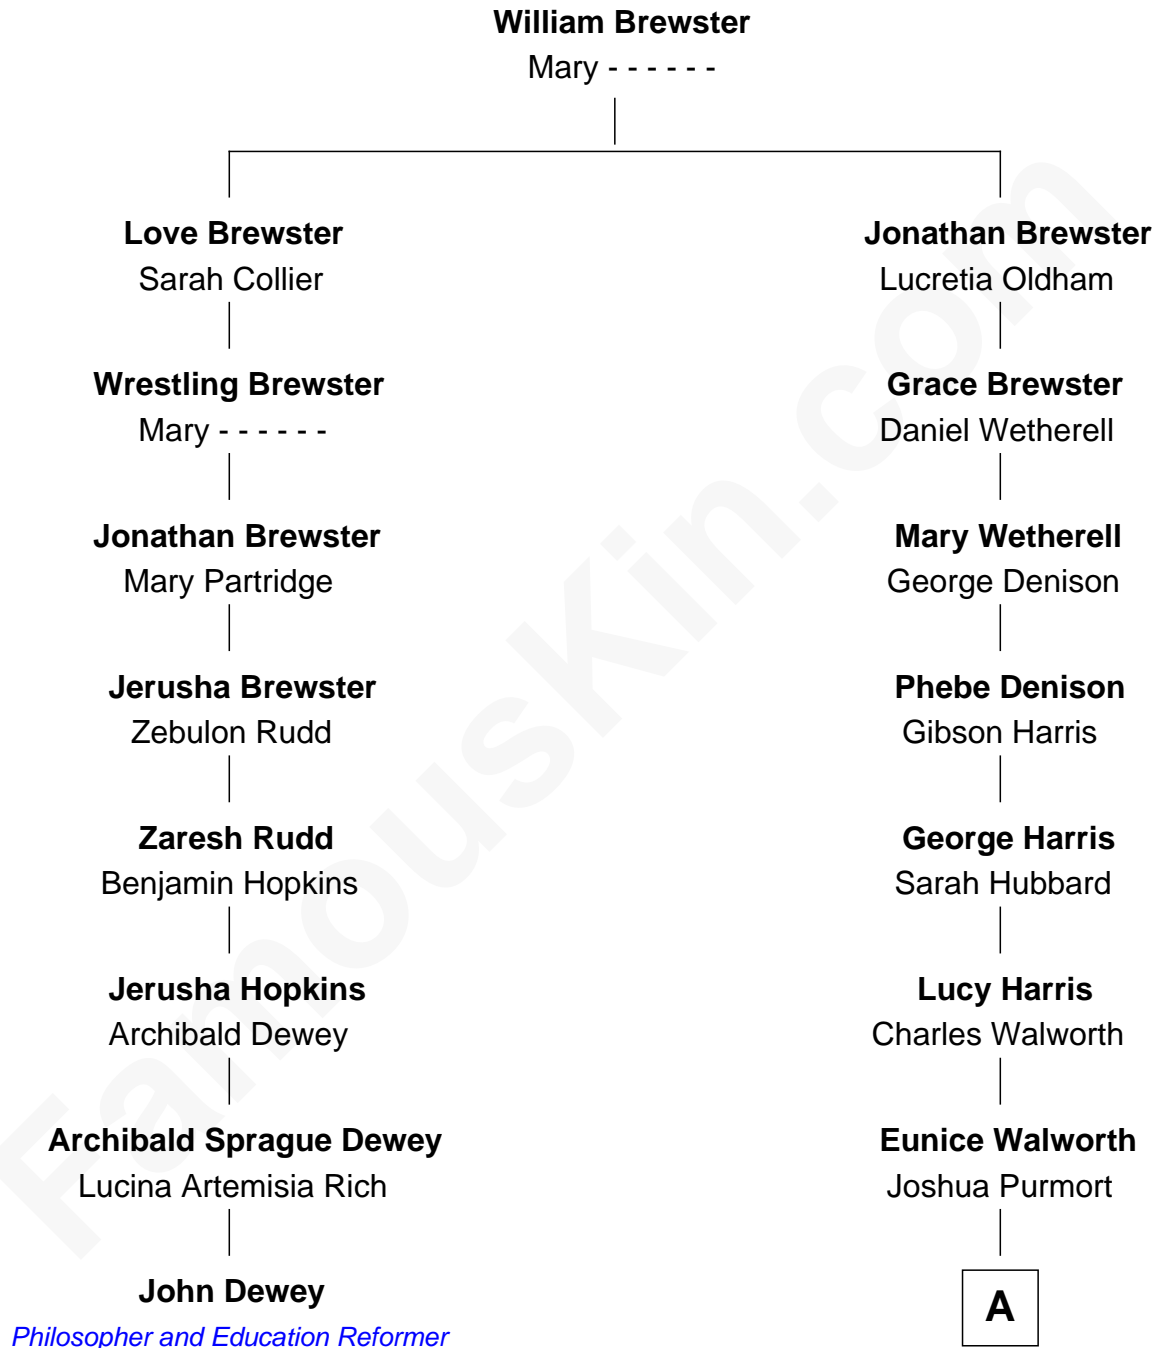 William Brewster
Mary - - - - - -
Love Brewster
Sarah Collier
Jonathan Brewster
Lucretia Oldham
Wrestling Brewster
Mary - - - - - -
Grace Brewster
Daniel Wetherell
Jonathan Brewster
Mary Partridge
Mary Wetherell
George Denison
Jerusha Brewster
Zebulon Rudd
Phebe Denison
Gibson Harris
Zaresh Rudd
Benjamin Hopkins
George Harris
Sarah Hubbard
Jerusha Hopkins
Archibald Dewey
Lucy Harris
Charles Walworth
Archibald Sprague Dewey
Lucina Artemisia Rich
Eunice Walworth
Joshua Purmort
John Dewey
Philosopher and Education Reformer
A
FamousKin.com